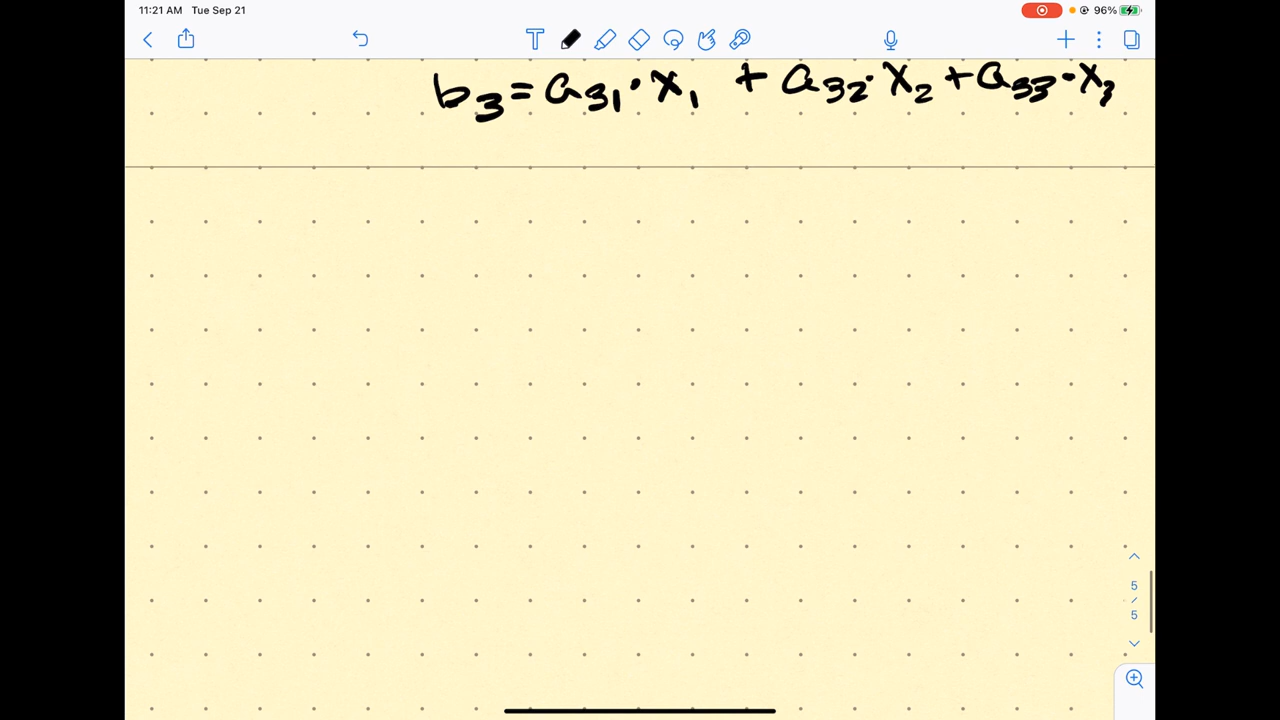 11:21 AM Tue Sep 21
96%
T
b₃ = a₃₁ · x₁ + a₃₂ · x₂ + a₃₃ · x₃
5
/
5